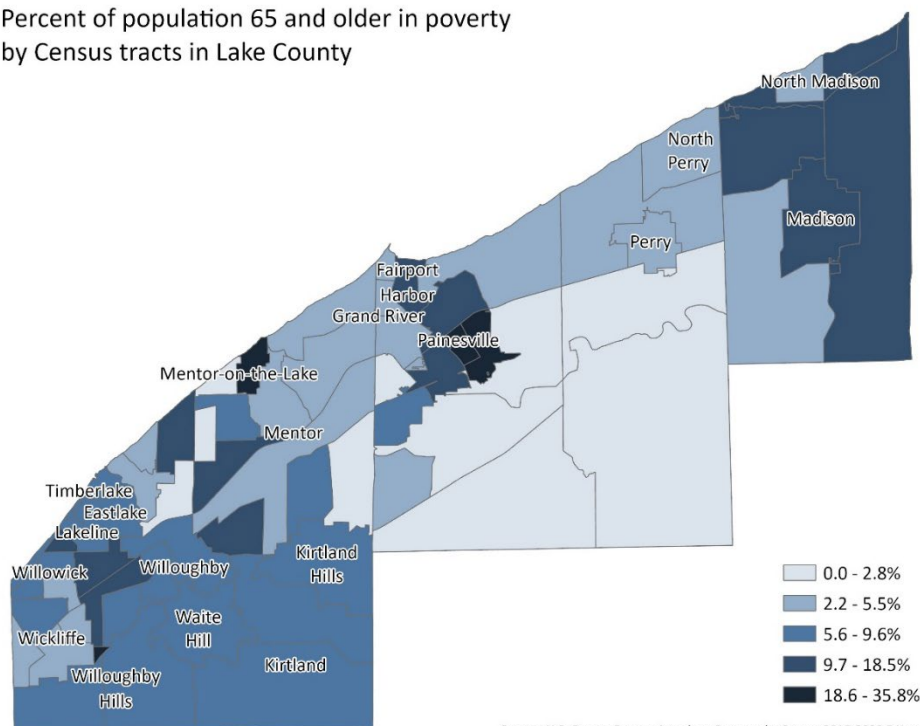 Percent of population 65 and older in poverty
by Census tracts in Lake County
North Madison
North
Perry
Madison
Perry
Fairport
Harbor
Grand River
Painesville
Mentor-on-the-Lake
Mentor
Timberlake
Eastlake
Lakeline
Willowick
Willoughby
Kirtland
Hills
Waite
Hill
Wickliffe
Kirtland
Willoughby
Hills
0.0 - 2.8%
2.2 - 5.5%
5.6 - 9.6%
9.7 - 18.5%
18.6 - 35.8%